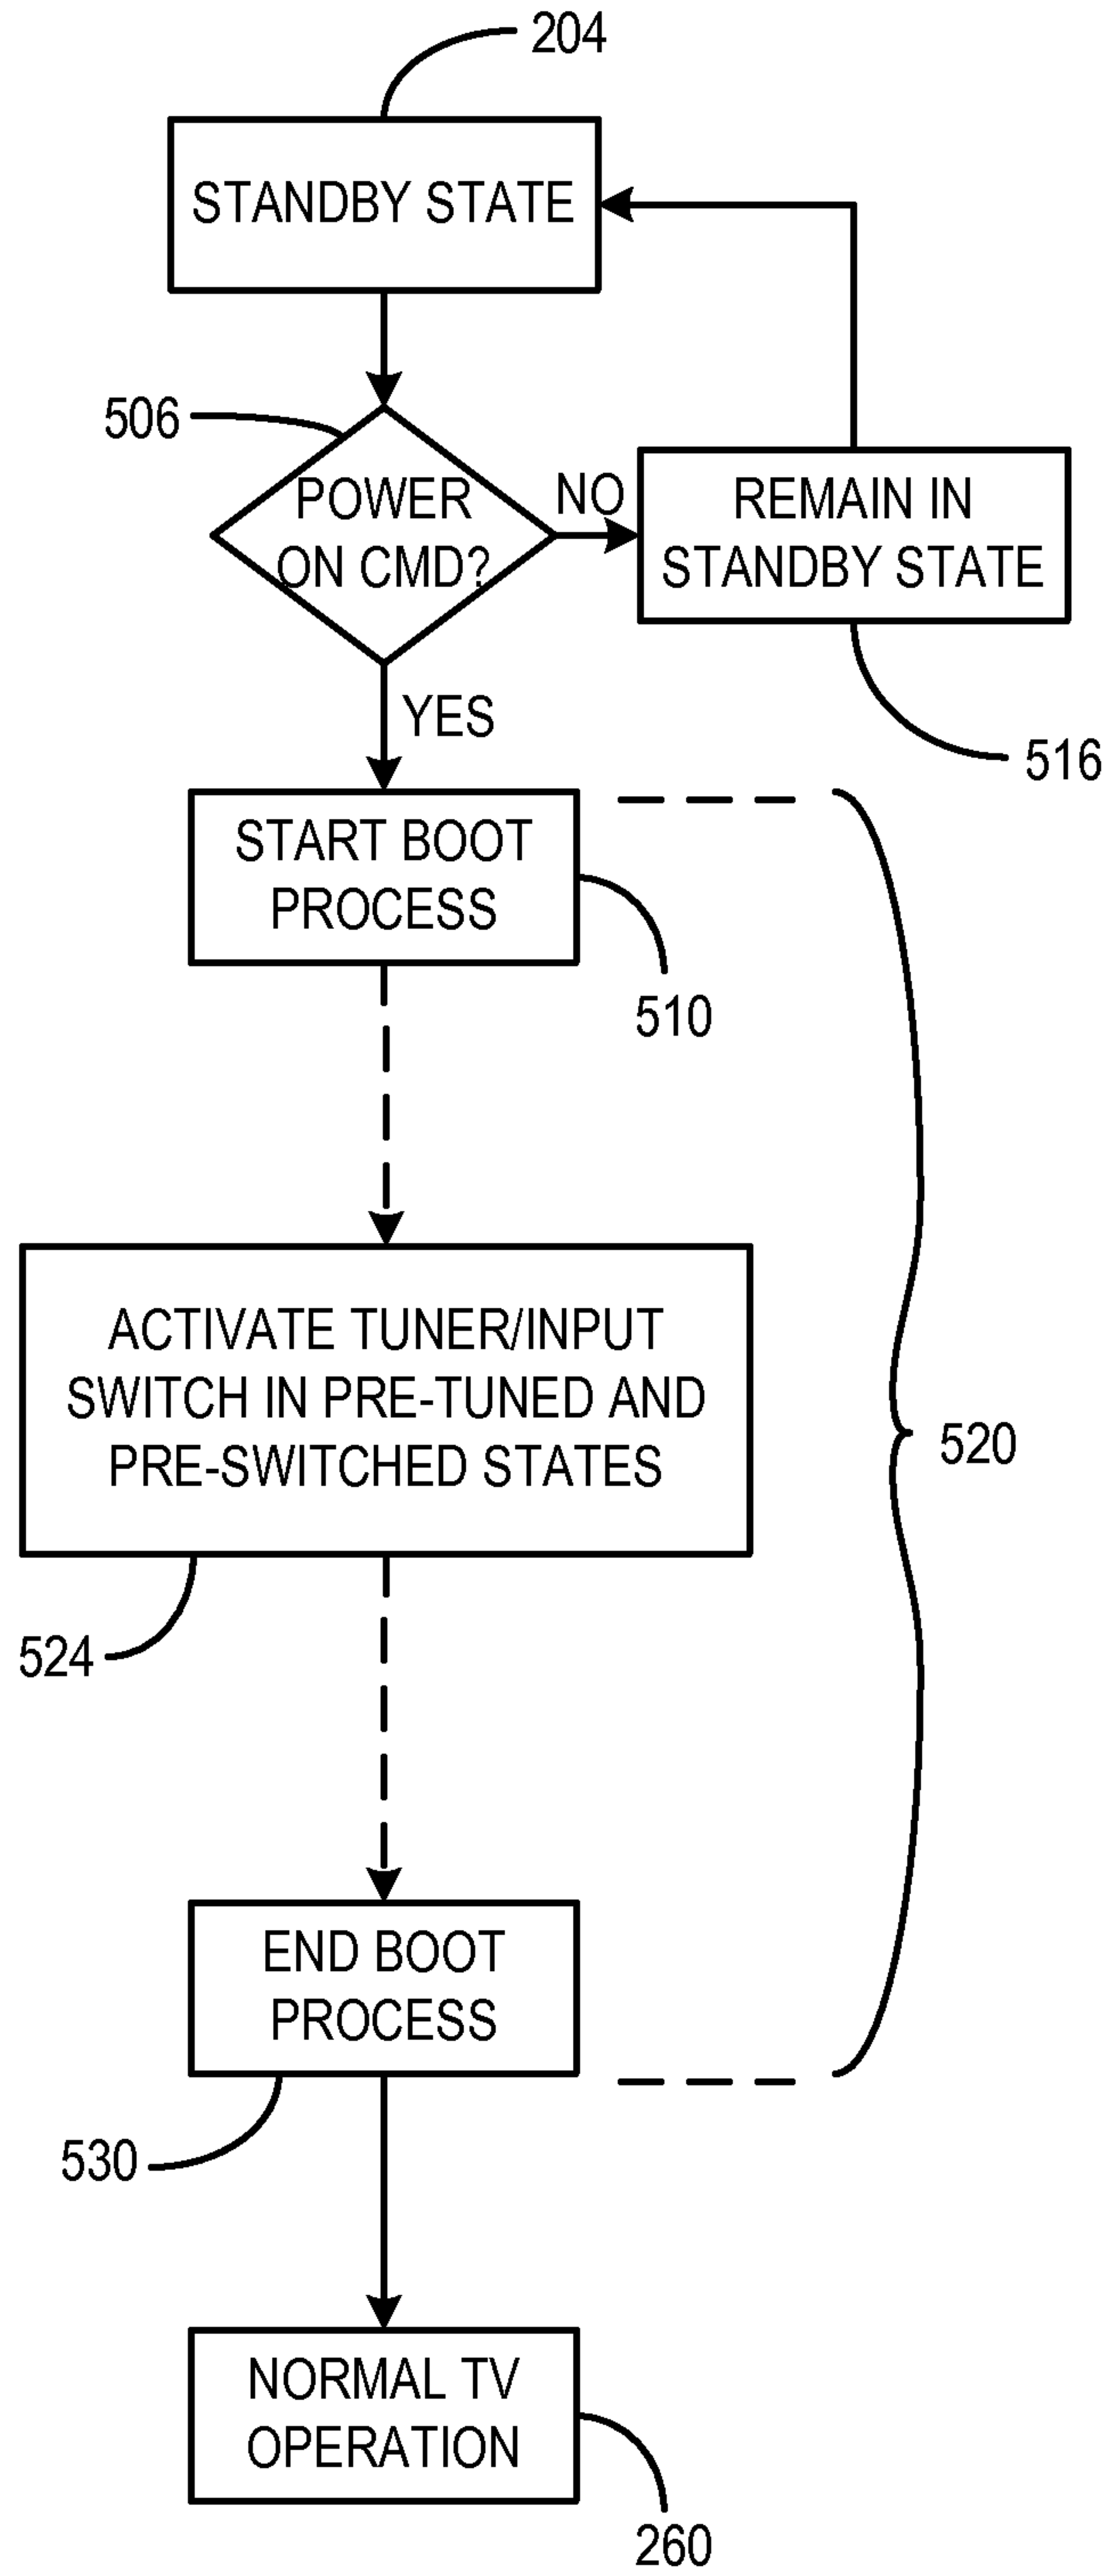 204
STANDBY STATE
506
POWER
ON CMD?
NO
REMAIN IN
STANDBY STATE
YES
516
START BOOT
PROCESS
510
ACTIVATE TUNER/INPUT
SWITCH IN PRE-TUNED AND
PRE-SWITCHED STATES
520
524
END BOOT
PROCESS
530
NORMAL TV
OPERATION
260